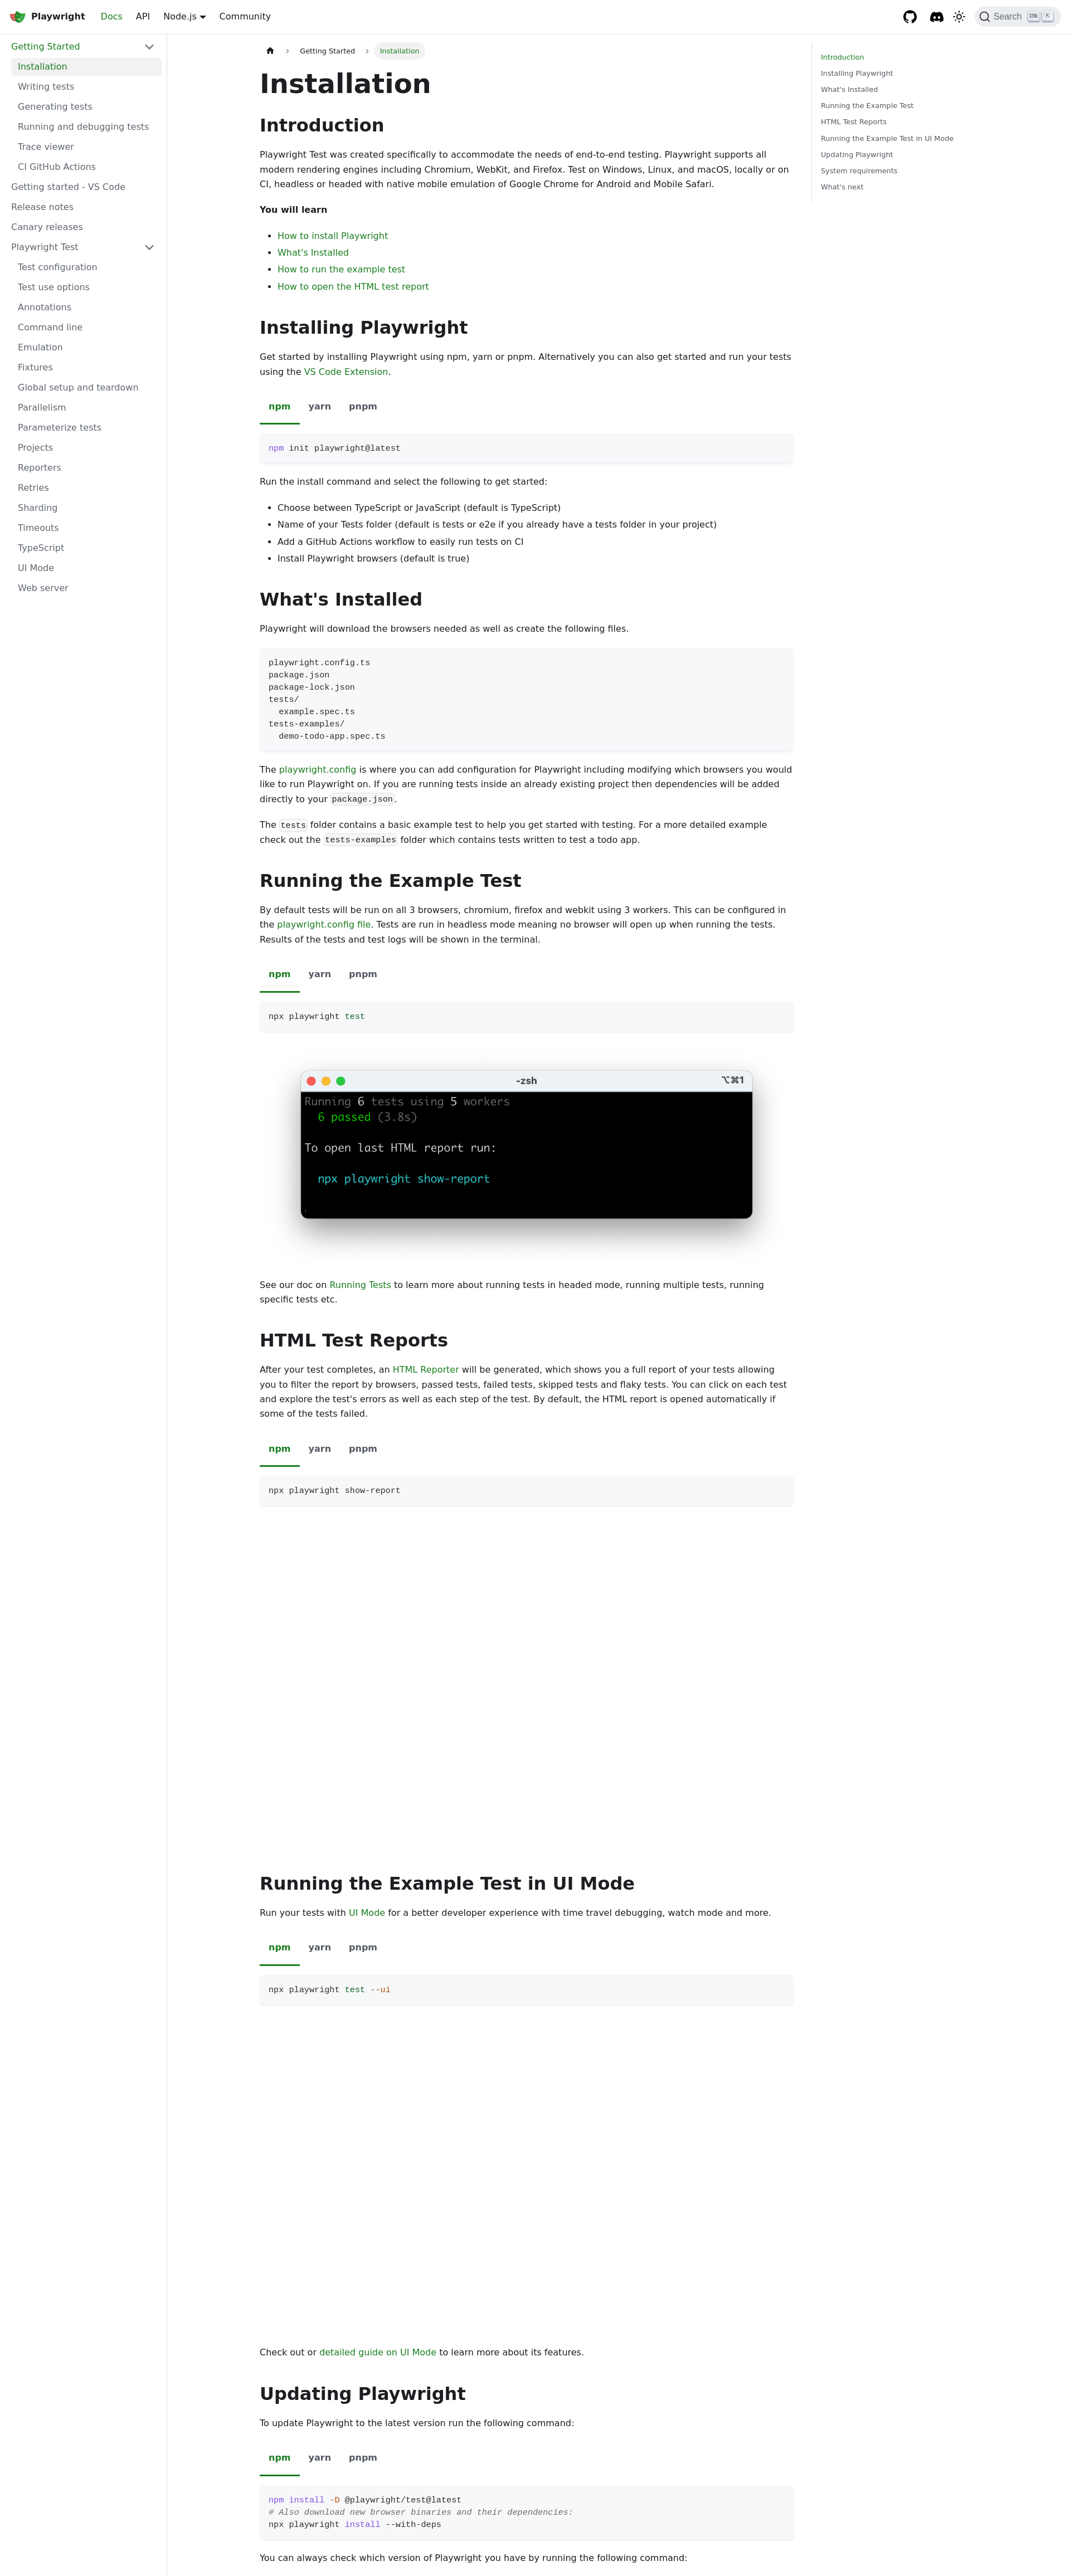 Playwright
Docs
API
Node.js
Community
Search
CTRL
K
Getting Started
Installation
Writing tests
Generating tests
Running and debugging tests
Trace viewer
CI GitHub Actions
Getting started - VS Code
Release notes
Canary releases
Playwright Test
Test configuration
Test use options
Annotations
Command line
Emulation
Fixtures
Global setup and teardown
Parallelism
Parameterize tests
Projects
Reporters
Retries
Sharding
Timeouts
TypeScript
UI Mode
Web server
Getting Started
Installation
Installation
Introduction
Playwright Test was created specifically to accommodate the needs of end-to-end testing. Playwright supports all
modern rendering engines including Chromium, WebKit, and Firefox. Test on Windows, Linux, and macOS, locally or on
CI, headless or headed with native mobile emulation of Google Chrome for Android and Mobile Safari.
You will learn
How to install Playwright
What's Installed
How to run the example test
How to open the HTML test report
Installing Playwright
Get started by installing Playwright using npm, yarn or pnpm. Alternatively you can also get started and run your tests
using the VS Code Extension.
npm yarn pnpm
npm init playwright@latest
Run the install command and select the following to get started:
Choose between TypeScript or JavaScript (default is TypeScript)
Name of your Tests folder (default is tests or e2e if you already have a tests folder in your project)
Add a GitHub Actions workflow to easily run tests on CI
Install Playwright browsers (default is true)
What's Installed
Playwright will download the browsers needed as well as create the following files.
playwright.config.ts
package.json
package-lock.json
tests/
example.spec.ts
tests-examples/
demo-todo-app.spec.ts
The playwright.config is where you can add configuration for Playwright including modifying which browsers you would
like to run Playwright on. If you are running tests inside an already existing project then dependencies will be added
directly to your package.json.
The tests folder contains a basic example test to help you get started with testing. For a more detailed example
check out the tests-examples folder which contains tests written to test a todo app.
Running the Example Test
By default tests will be run on all 3 browsers, chromium, firefox and webkit using 3 workers. This can be configured in
the playwright.config file. Tests are run in headless mode meaning no browser will open up when running the tests.
Results of the tests and test logs will be shown in the terminal.
npm yarn pnpm
npx playwright test
-zsh ⌥⌘1
Running 6 tests using 5 workers
6 passed (3.8s)
To open last HTML report run:
npx playwright show-report
See our doc on Running Tests to learn more about running tests in headed mode, running multiple tests, running
specific tests etc.
HTML Test Reports
After your test completes, an HTML Reporter will be generated, which shows you a full report of your tests allowing
you to filter the report by browsers, passed tests, failed tests, skipped tests and flaky tests. You can click on each test
and explore the test's errors as well as each step of the test. By default, the HTML report is opened automatically if
some of the tests failed.
npm yarn pnpm
npx playwright show-report
Running the Example Test in UI Mode
Run your tests with UI Mode for a better developer experience with time travel debugging, watch mode and more.
npm yarn pnpm
npx playwright test --ui
Check out or detailed guide on UI Mode to learn more about its features.
Updating Playwright
To update Playwright to the latest version run the following command:
npm yarn pnpm
npm install -D @playwright/test@latest
# Also download new browser binaries and their dependencies:
npx playwright install --with-deps
You can always check which version of Playwright you have by running the following command:
Introduction
Installing Playwright
What's Installed
Running the Example Test
HTML Test Reports
Running the Example Test in UI Mode
Updating Playwright
System requirements
What's next